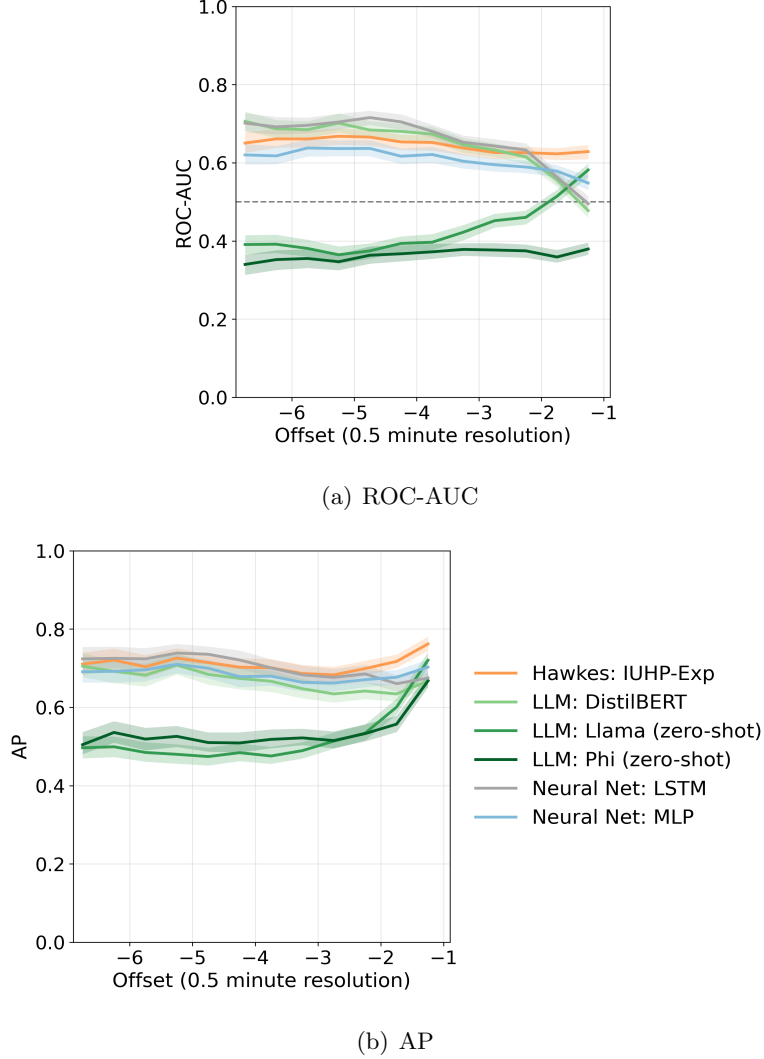 1.0
0.8
0.6
0.4
0.2
0.0
ROC-AUC
−6 −5 −4 −3 −2 −1
Offset (0.5 minute resolution)
(a) ROC-AUC
1.0
0.8
0.6
0.4
0.2
0.0
AP
−6 −5 −4 −3 −2 −1
Offset (0.5 minute resolution)
Hawkes: IUHP-Exp
LLM: DistilBERT
LLM: Llama (zero-shot)
LLM: Phi (zero-shot)
Neural Net: LSTM
Neural Net: MLP
(b) AP